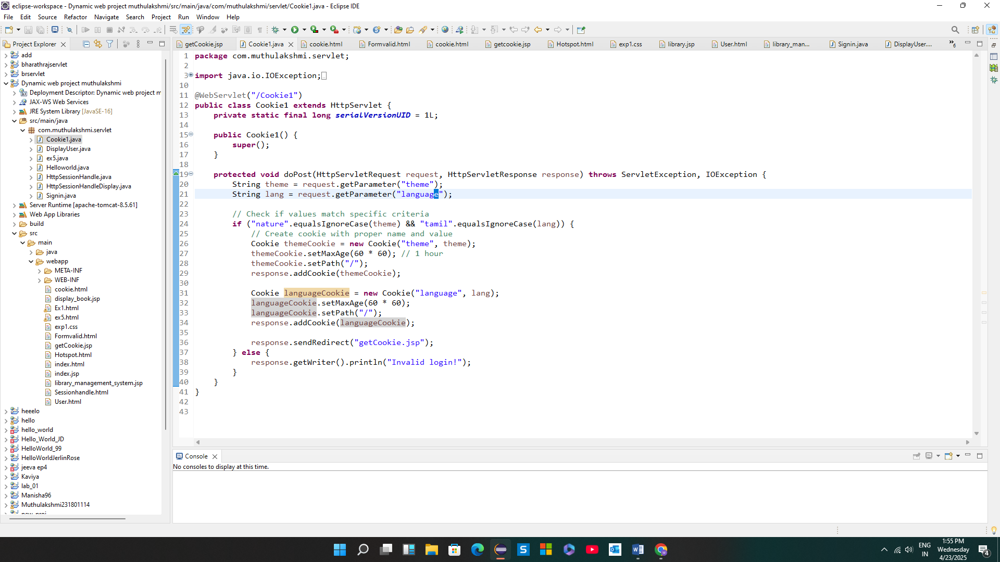 eclipse-workspace - Dynamic web project muthulakshmi/src/main/java/com/muthulakshmi/servlet/Cookie1.java - Eclipse IDE
File Edit Source Refactor Navigate Search Project Run Window Help
Project Explorer
getCookie.jsp Cookie1.java cookie.html Formvalid.html cookie.html getcookie.jsp Hotspot.html exp1.css library.jsp User.html library_man... Signin.java DisplayUser.... 6
add
bharathrajservlet
brservlet
Dynamic web project muthulakshmi
Deployment Descriptor: Dynamic web project m
JAX-WS Web Services
JRE System Library [JavaSE-16]
src/main/java
com.muthulakshmi.servlet
Cookie1.java
DisplayUser.java
ex5.java
Helloworld.java
HttpSessionHandle.java
HttpSessionHandleDisplay.java
Signin.java
Server Runtime [apache-tomcat-8.5.61]
Web App Libraries
build
src
main
java
webapp
META-INF
WEB-INF
cookie.html
display_book.jsp
Ex1.html
ex5.html
exp1.css
Formvalid.html
getCookie.jsp
Hotspot.html
index.html
index.jsp
library_management_system.jsp
Sessionhandle.html
User.html
heeelo
hello
hello_world
Hello_World_JD
HelloWorld_99
HelloWorldJerlinRose
jeeva ep4
Kaviya
lab_01
Manisha96
Muthulakshmi231801114
1 package com.muthulakshmi.servlet;
2
3 import java.io.IOException;
10
11 @WebServlet("/Cookie1")
12 public class Cookie1 extends HttpServlet {
13 private static final long serialVersionUID = 1L;
14
15 public Cookie1() {
16 super();
17 }
18
19 protected void doPost(HttpServletRequest request, HttpServletResponse response) throws ServletException, IOException {
20 String theme = request.getParameter("theme");
21 String lang = request.getParameter("language");
22
23 // Check if values match specific criteria
24 if ("nature".equalsIgnoreCase(theme) && "tamil".equalsIgnoreCase(lang)) {
25 // Create cookie with proper name and value
26 Cookie themeCookie = new Cookie("theme", theme);
27 themeCookie.setMaxAge(60 * 60); // 1 hour
28 themeCookie.setPath("/");
29 response.addCookie(themeCookie);
30
31 Cookie languageCookie = new Cookie("language", lang);
32 languageCookie.setMaxAge(60 * 60);
33 languageCookie.setPath("/");
34 response.addCookie(languageCookie);
35
36 response.sendRedirect("getCookie.jsp");
37 } else {
38 response.getWriter().println("Invalid login!");
39 }
40 }
41 }
42
43
Console
No consoles to display at this time.
ENG
IN
1:55 PM
Wednesday
4/23/2025
4